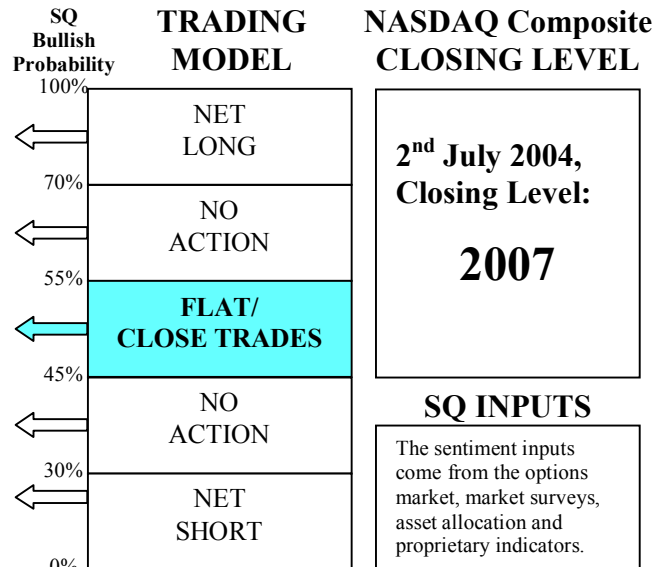 SQ
Bullish
Probability
TRADING
MODEL
100%
NET
LONG
70%
NO
ACTION
55%
FLAT/
CLOSE TRADES
45%
NO
ACTION
30%
NET
SHORT
0%
NASDAQ Composite
CLOSING LEVEL
2nd July 2004,
Closing Level:
2007
SQ INPUTS
The sentiment inputs
come from the options
market, market surveys,
asset allocation and
proprietary indicators.